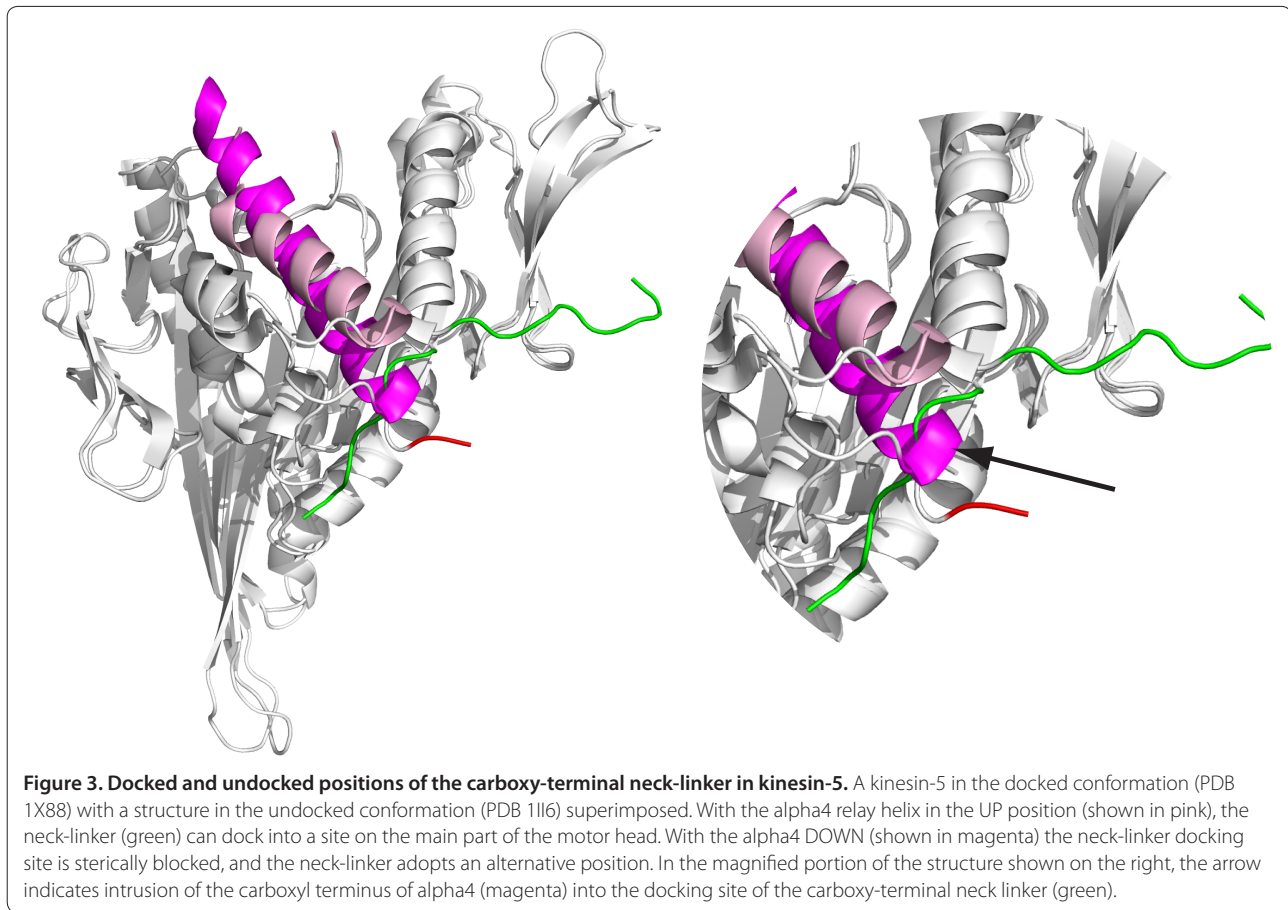 Figure 3. Docked and undocked positions of the carboxy-terminal neck-linker in kinesin-5. A kinesin-5 in the docked conformation (PDB
1X88) with a structure in the undocked conformation (PDB 1II6) superimposed. With the alpha4 relay helix in the UP position (shown in pink), the
neck-linker (green) can dock into a site on the main part of the motor head. With the alpha4 DOWN (shown in magenta) the neck-linker docking
site is sterically blocked, and the neck-linker adopts an alternative position. In the magnified portion of the structure shown on the right, the arrow
indicates intrusion of the carboxyl terminus of alpha4 (magenta) into the docking site of the carboxy-terminal neck linker (green).